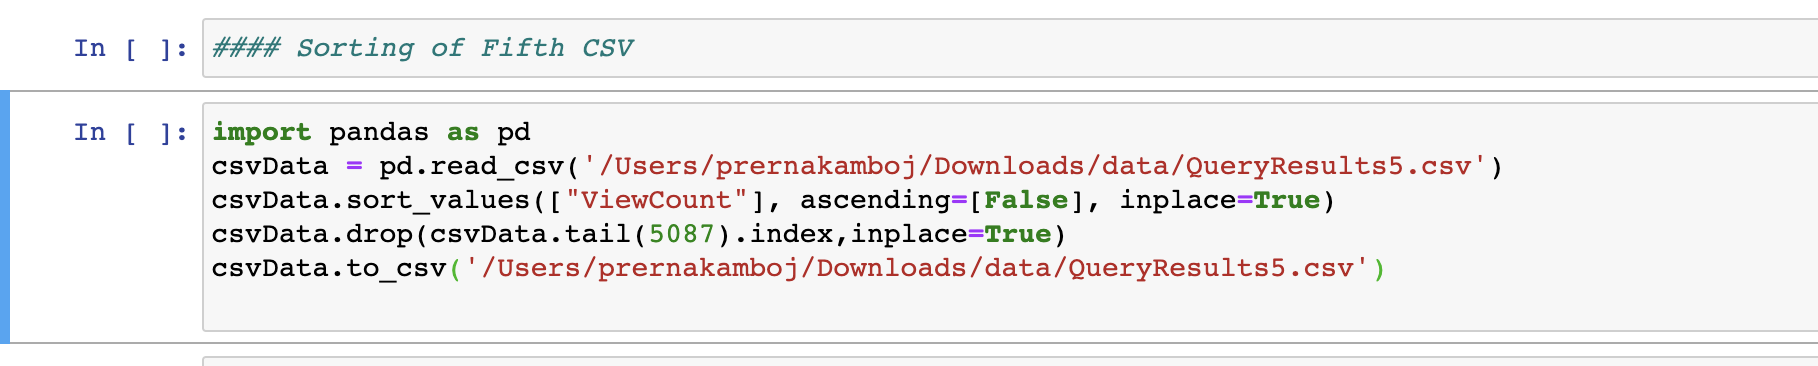 In [ ]: #### Sorting of Fifth CSV
In [ ]: import pandas as pd
csvData = pd.read_csv('/Users/prernakamboj/Downloads/data/QueryResults5.csv')
csvData.sort_values(["ViewCount"], ascending=[False], inplace=True)
csvData.drop(csvData.tail(5087).index,inplace=True)
csvData.to_csv('/Users/prernakamboj/Downloads/data/QueryResults5.csv')